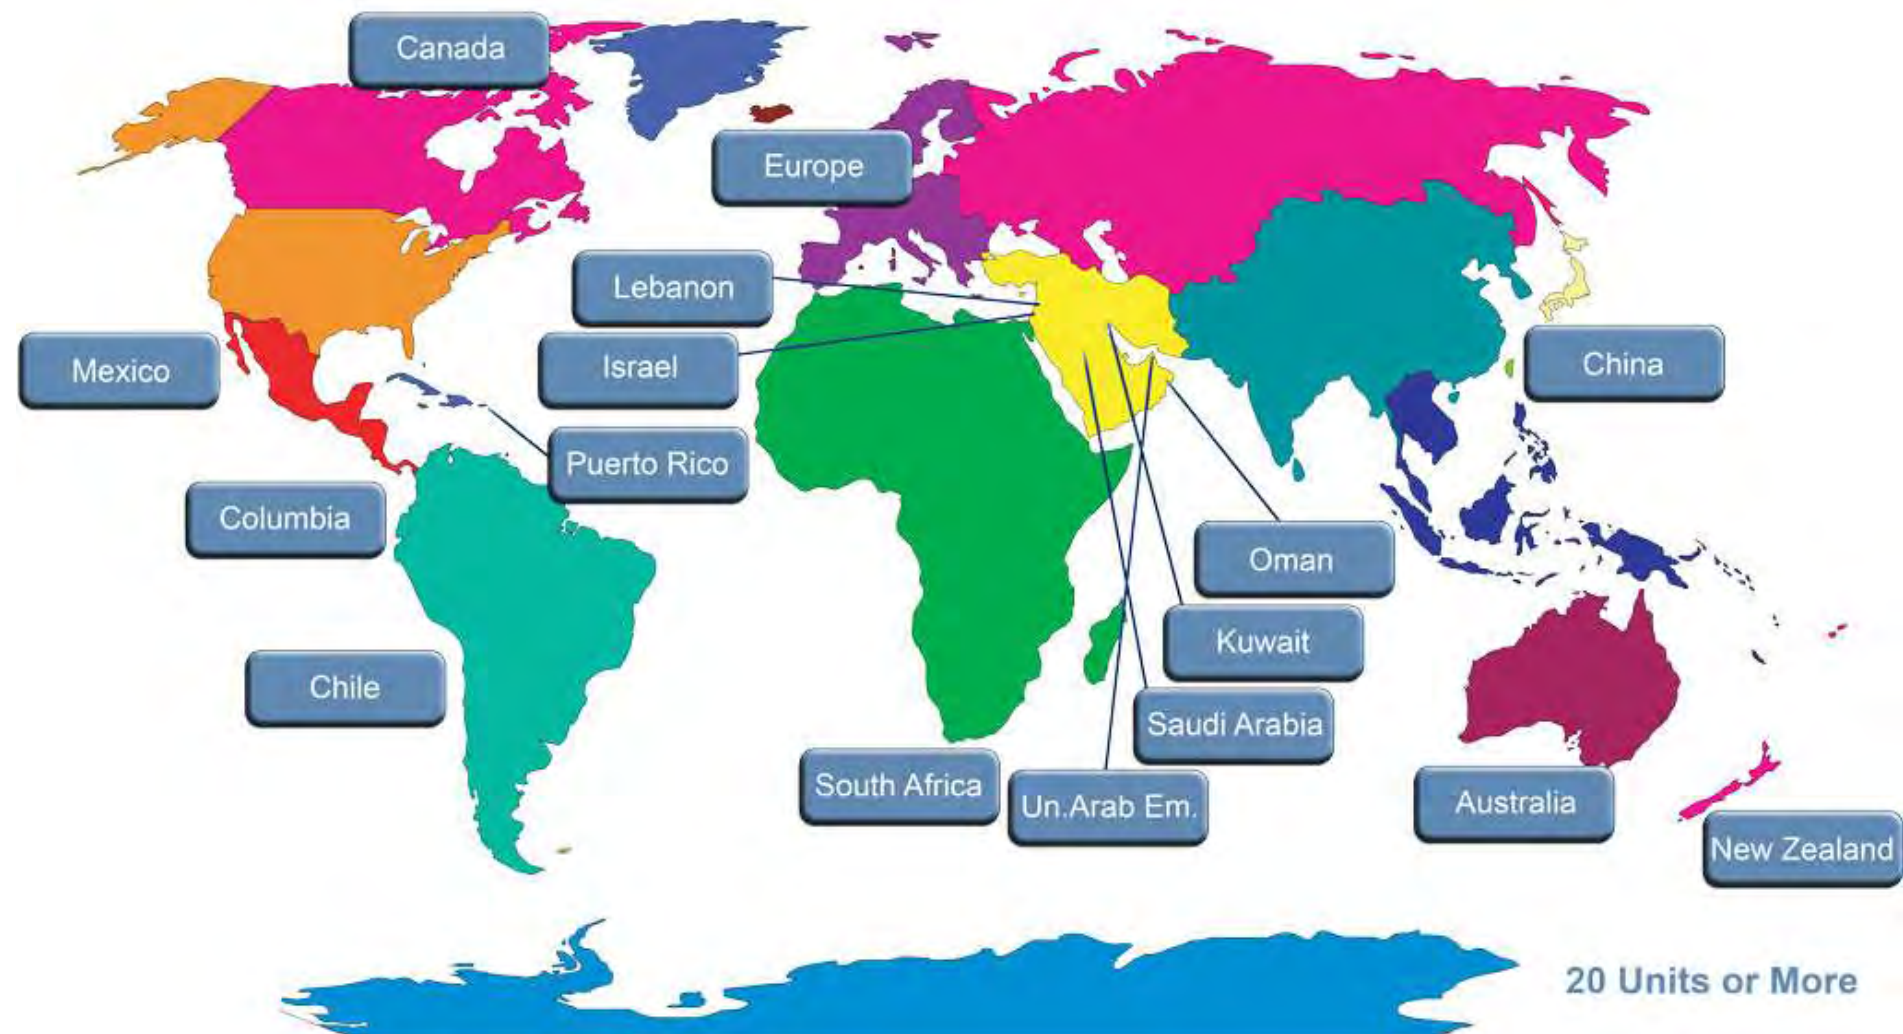 Canada
Europe
Lebanon
Israel
Mexico
China
Puerto Rico
Columbia
Oman
Kuwait
Chile
Saudi Arabia
South Africa
Un.Arab Em.
Australia
New Zealand
20 Units or More